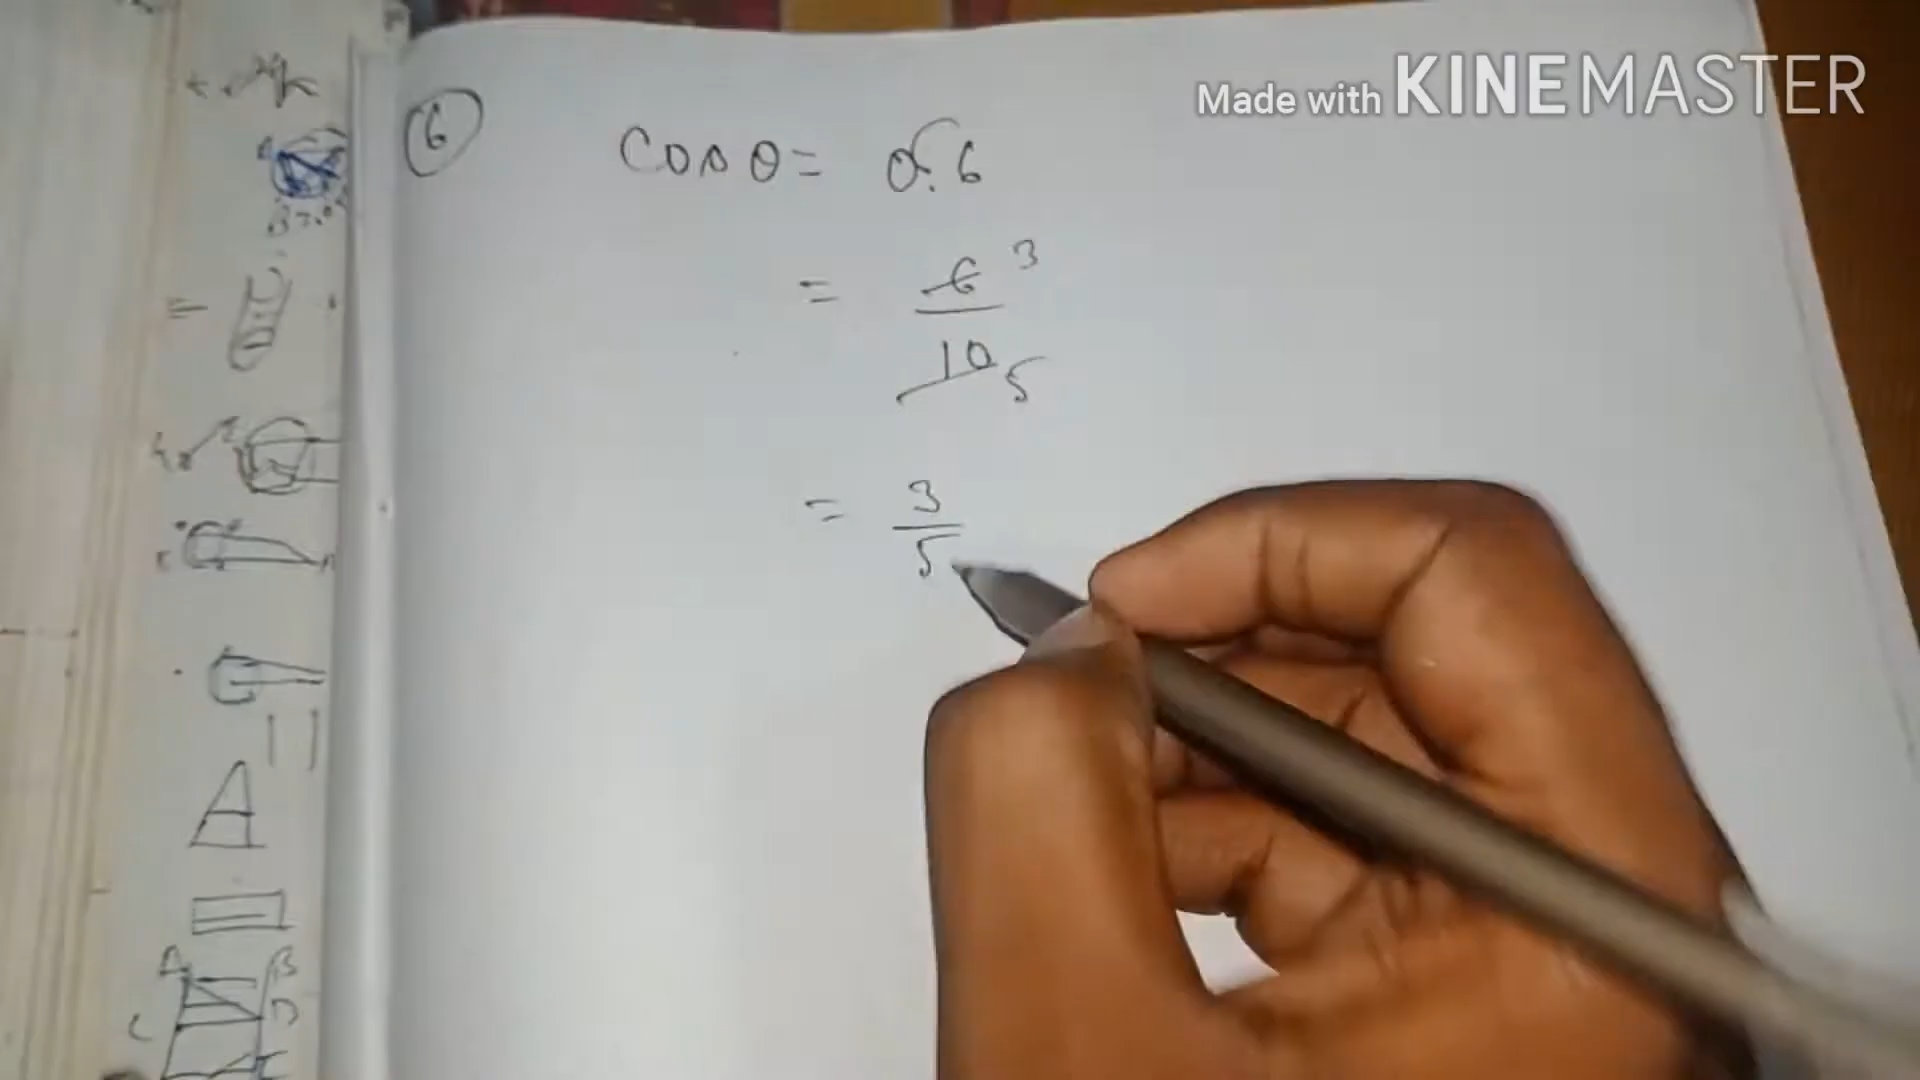 Made with KINEMASTER
6 cos θ = 0.6
= 6 3
10 5
= 3
5
A B
C D